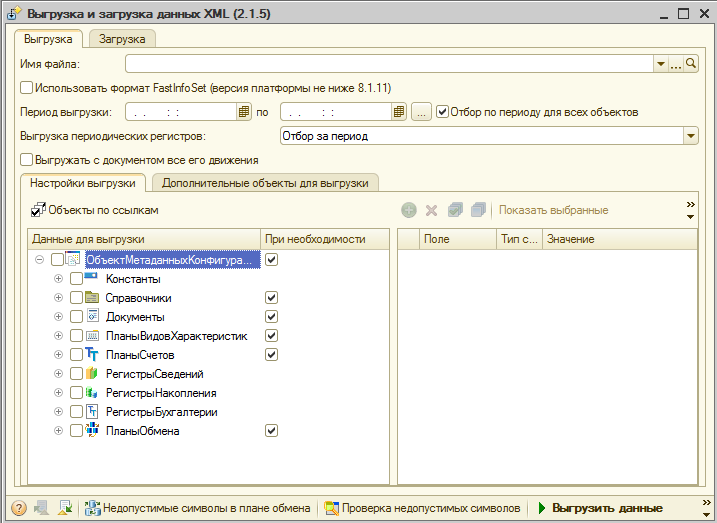 Выгрузка и загрузка данных XML (2.1.5)
Выгрузка Загрузка
Имя файла:
Использовать формат FastInfoSet (версия платформы не ниже 8.1.11)
Период выгрузки: . . : : по . . : : ... Отбор по периоду для всех объектов
Выгрузка периодических регистров: Отбор за период
Выгружать с документом все его движения
Настройки выгрузки Дополнительные объекты для выгрузки
Объекты по ссылкам Показать выбранные
Данные для выгрузки При необходимости Поле Тип с... Значение
ОбъектМетаданныхКонфигура...
Константы
Справочники
Документы
ПланыВидовХарактеристик
ПланыСчетов
РегистрыСведений
РегистрыНакопления
РегистрыБухгалтерии
ПланыОбмена
Недопустимые символы в плане обмена Проверка недопустимых символов Выгрузить данные